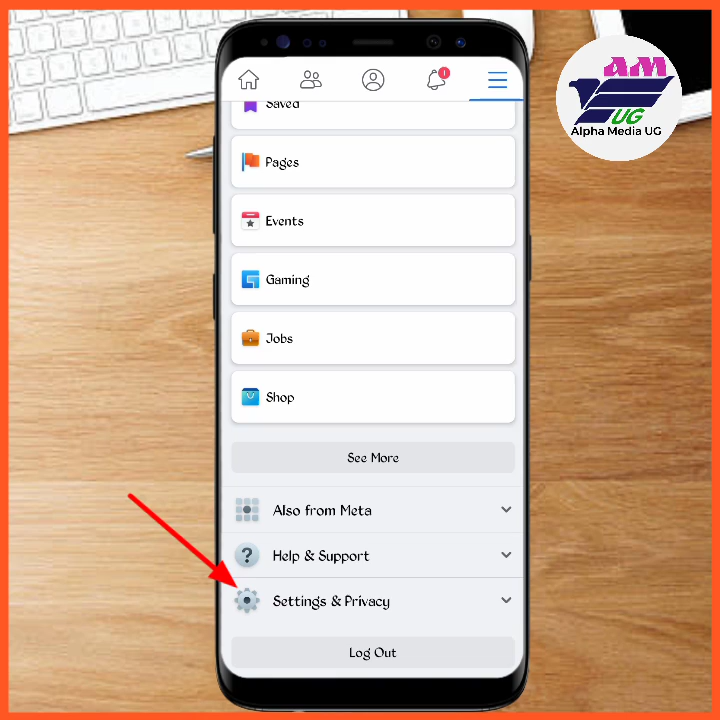 AM
UG
Alpha Media UG
1
Saved
Pages
Events
Gaming
Jobs
Shop
See More
Also from Meta
?
Help & Support
Settings & Privacy
Log Out